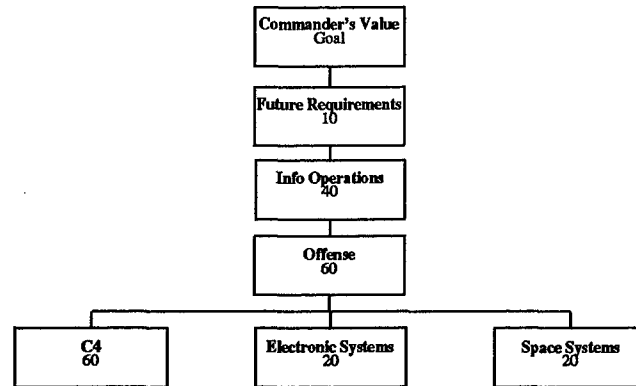 Commander's Value
Goal
Future Requirements
10
Info Operations
40
Offense
60
C4
60
Electronic Systems
20
Space Systems
20